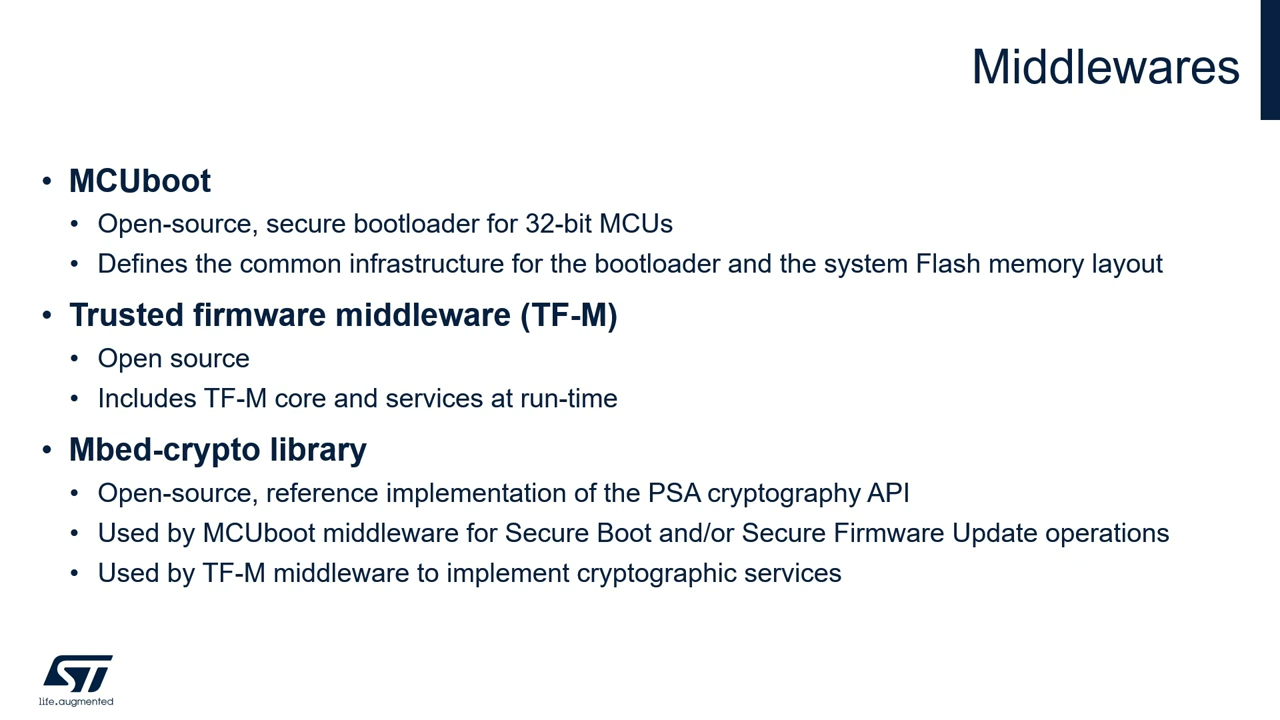 Middlewares
• MCUboot
• Open-source, secure bootloader for 32-bit MCUs
• Defines the common infrastructure for the bootloader and the system Flash memory layout
• Trusted firmware middleware (TF-M)
• Open source
• Includes TF-M core and services at run-time
• Mbed-crypto library
• Open-source, reference implementation of the PSA cryptography API
• Used by MCUboot middleware for Secure Boot and/or Secure Firmware Update operations
• Used by TF-M middleware to implement cryptographic services
ST
life.augmented